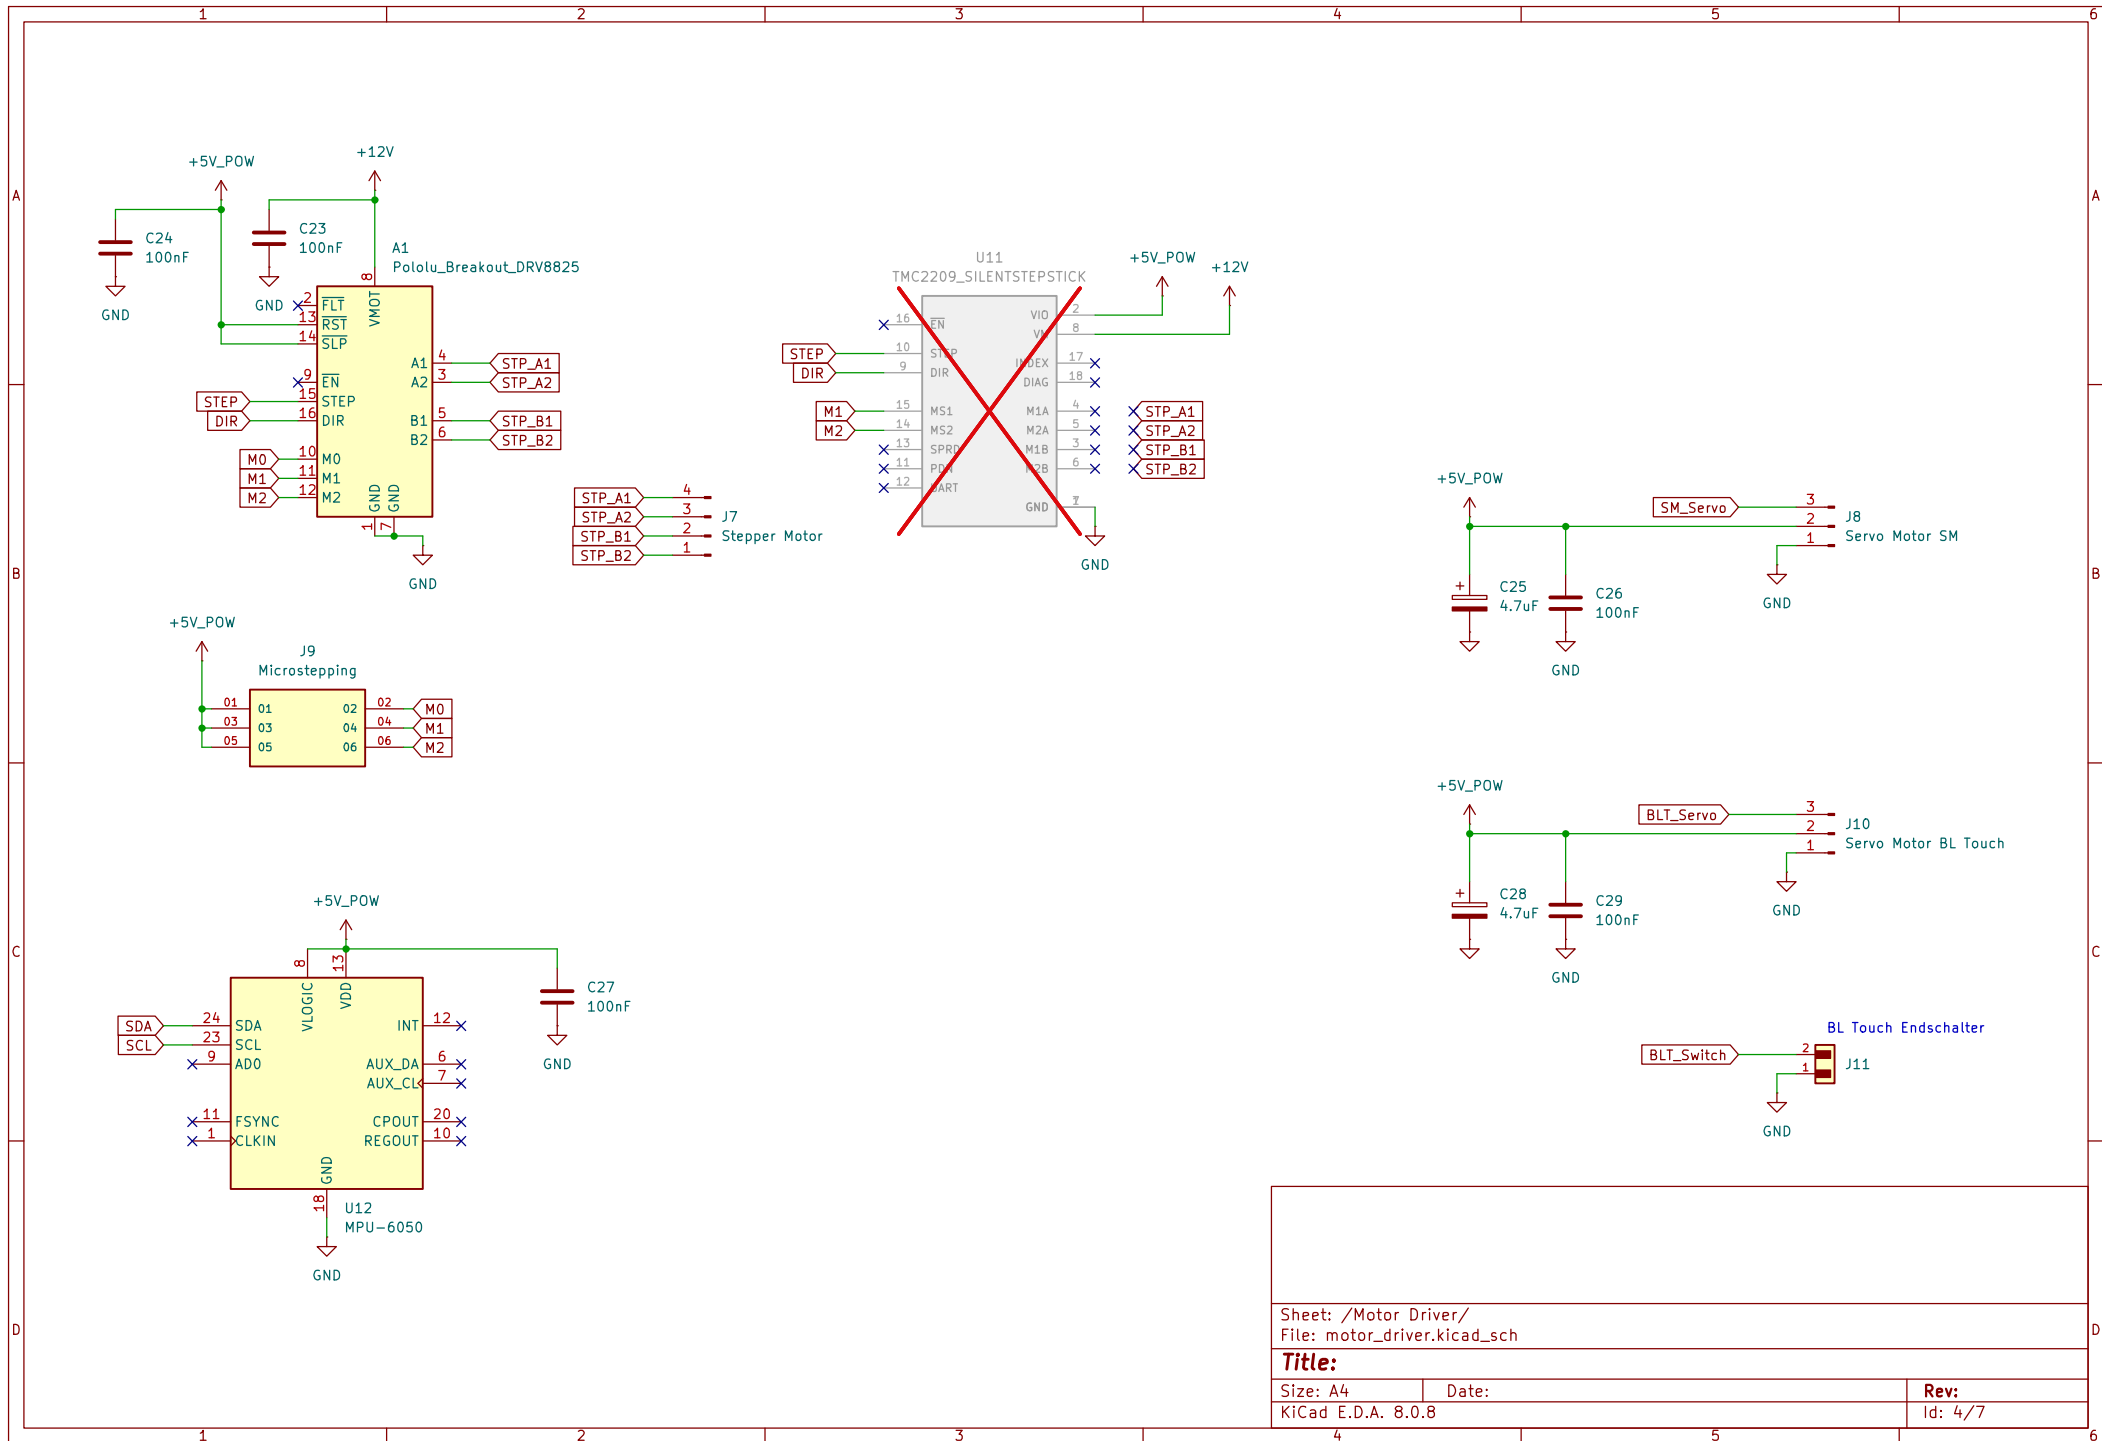 1 2 3 4 5 6
A
B
C
D
A
B
C
D
1 2 3 4 5 6
+5V_POW
+12V
C24
100nF
GND
C23
100nF
GND
A1
Pololu_Breakout_DRV8825
8
VMOT
2 FLT
13 RST
14 SLP
9 EN
STEP 15 STEP
DIR 16 DIR
M0 10 M0
M1 11 M1
M2 12 M2
A1 4 STP_A1
A2 3 STP_A2
B1 5 STP_B1
B2 6 STP_B2
GND GND
1 7
GND
STP_A1 4
STP_A2 3
STP_B1 2
STP_B2 1
J7
Stepper Motor
U11
TMC2209_SILENTSTEPSTICK
+5V_POW
+12V
16 EN
STEP 10 STEP
DIR 9 DIR
M1 15 MS1
M2 14 MS2
13 SPRD
11 PDN
12 UART
VIO 2
VM 8
INDEX 17
DIAG 18
M1A 4 STP_A1
M2A 5 STP_A2
M1B 3 STP_B1
M2B 6 STP_B2
GND
GND
+5V_POW
SM_Servo 3
2
1
J8
Servo Motor SM
GND
+
C25
4.7uF
C26
100nF
GND
+5V_POW
J9
Microstepping
01 01 02 02 M0
03 03 04 04 M1
05 05 06 06 M2
+5V_POW
BLT_Servo 3
2
1
J10
Servo Motor BL Touch
GND
+
C28
4.7uF
C29
100nF
GND
+5V_POW
8 13
VLOGIC VDD
C27
100nF
GND
SDA 24 SDA
SCL 23 SCL
9 AD0
11 FSYNC
1 CLKIN
INT 12
AUX_DA 6
AUX_CL 7
CPOUT 20
REGOUT 10
GND
18
U12
MPU-6050
GND
BL Touch Endschalter
BLT_Switch 2
1
J11
GND
Sheet: /Motor Driver/
File: motor_driver.kicad_sch
Title:
Size: A4 Date: Rev:
KiCad E.D.A. 8.0.8 Id: 4/7